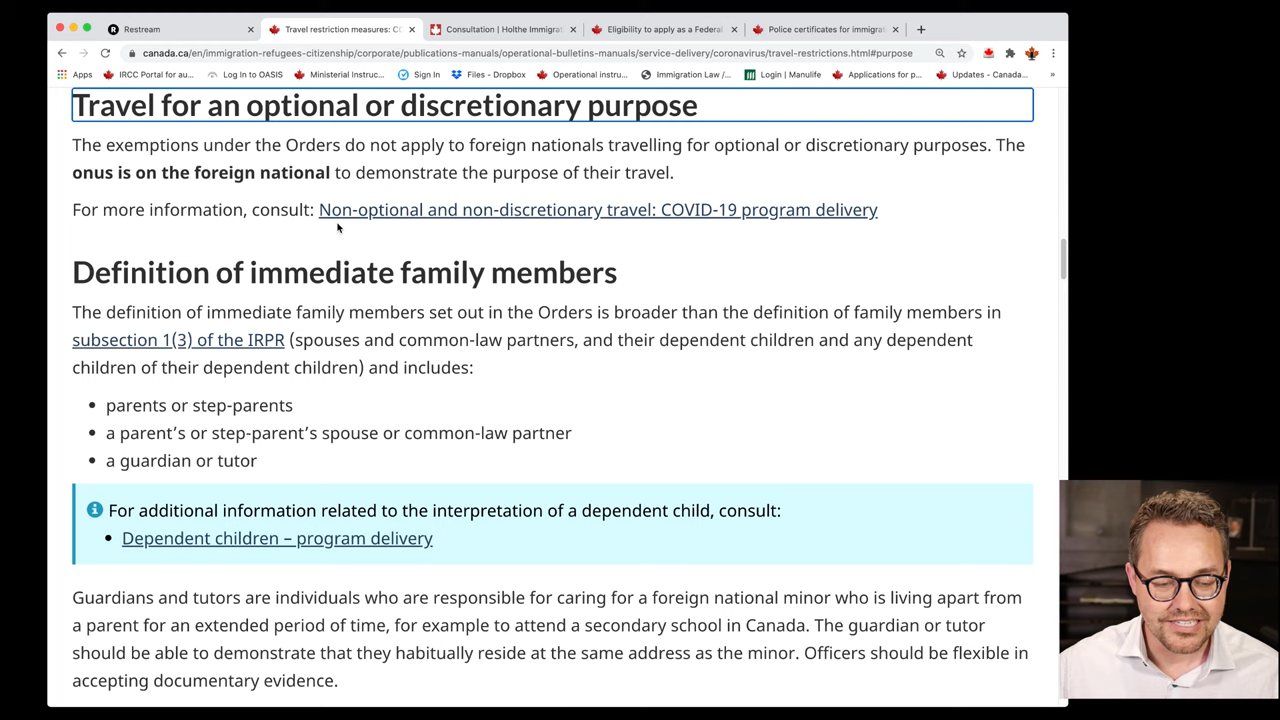 Restream
Travel restriction measures: CO
Consultation | Holthe Immigrat
Eligibility to apply as a Federal
Police certificates for immigrat
canada.ca/en/immigration-refugees-citizenship/corporate/publications-manuals/operational-bulletins-manuals/service-delivery/coronavirus/travel-restrictions.html#purpose
Apps IRCC Portal for au... Log In to OASIS Ministerial Instruc... Sign In Files - Dropbox Operational instru... Immigration Law /... Login | Manulife Applications for p... Updates – Canada... »
Travel for an optional or discretionary purpose
The exemptions under the Orders do not apply to foreign nationals travelling for optional or discretionary purposes. The
onus is on the foreign national to demonstrate the purpose of their travel.
For more information, consult: Non-optional and non-discretionary travel: COVID-19 program delivery
Definition of immediate family members
The definition of immediate family members set out in the Orders is broader than the definition of family members in
subsection 1(3) of the IRPR (spouses and common-law partners, and their dependent children and any dependent
children of their dependent children) and includes:
• parents or step-parents
• a parent's or step-parent's spouse or common-law partner
• a guardian or tutor
For additional information related to the interpretation of a dependent child, consult:
• Dependent children – program delivery
Guardians and tutors are individuals who are responsible for caring for a foreign national minor who is living apart from
a parent for an extended period of time, for example to attend a secondary school in Canada. The guardian or tutor
should be able to demonstrate that they habitually reside at the same address as the minor. Officers should be flexible in
accepting documentary evidence.